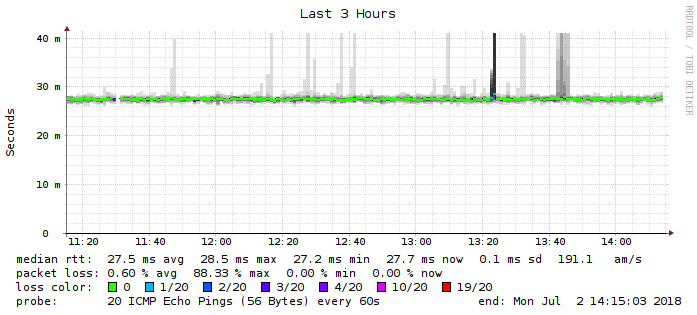 Last 3 Hours
RRDTOOL / TOBI OETIKER
Seconds
40 m
30 m
20 m
10 m
0
11:20 11:40 12:00 12:20 12:40 13:00 13:20 13:40 14:00
median rtt: 27.5 ms avg 28.5 ms max 27.2 ms min 27.7 ms now 0.1 ms sd 191.1 am/s
packet loss: 0.60 % avg 88.33 % max 0.00 % min 0.00 % now
loss color: 0 1/20 2/20 3/20 4/20 10/20 19/20
probe: 20 ICMP Echo Pings (56 Bytes) every 60s end: Mon Jul 2 14:15:03 2018